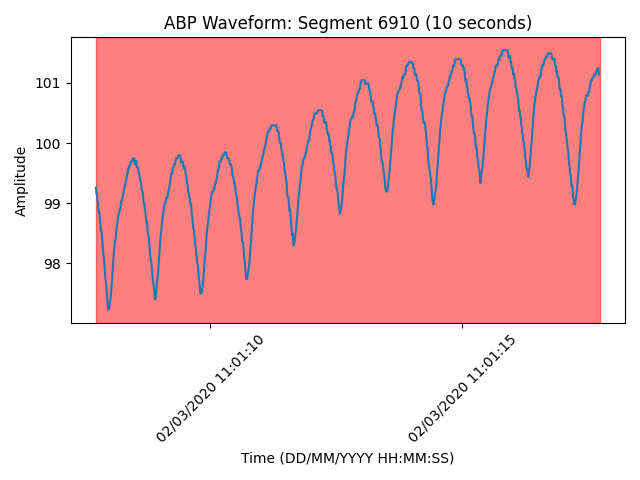 ABP Waveform: Segment 6910 (10 seconds)
Amplitude
101
100
99
98
02/03/2020 11:01:10
02/03/2020 11:01:15
Time (DD/MM/YYYY HH:MM:SS)